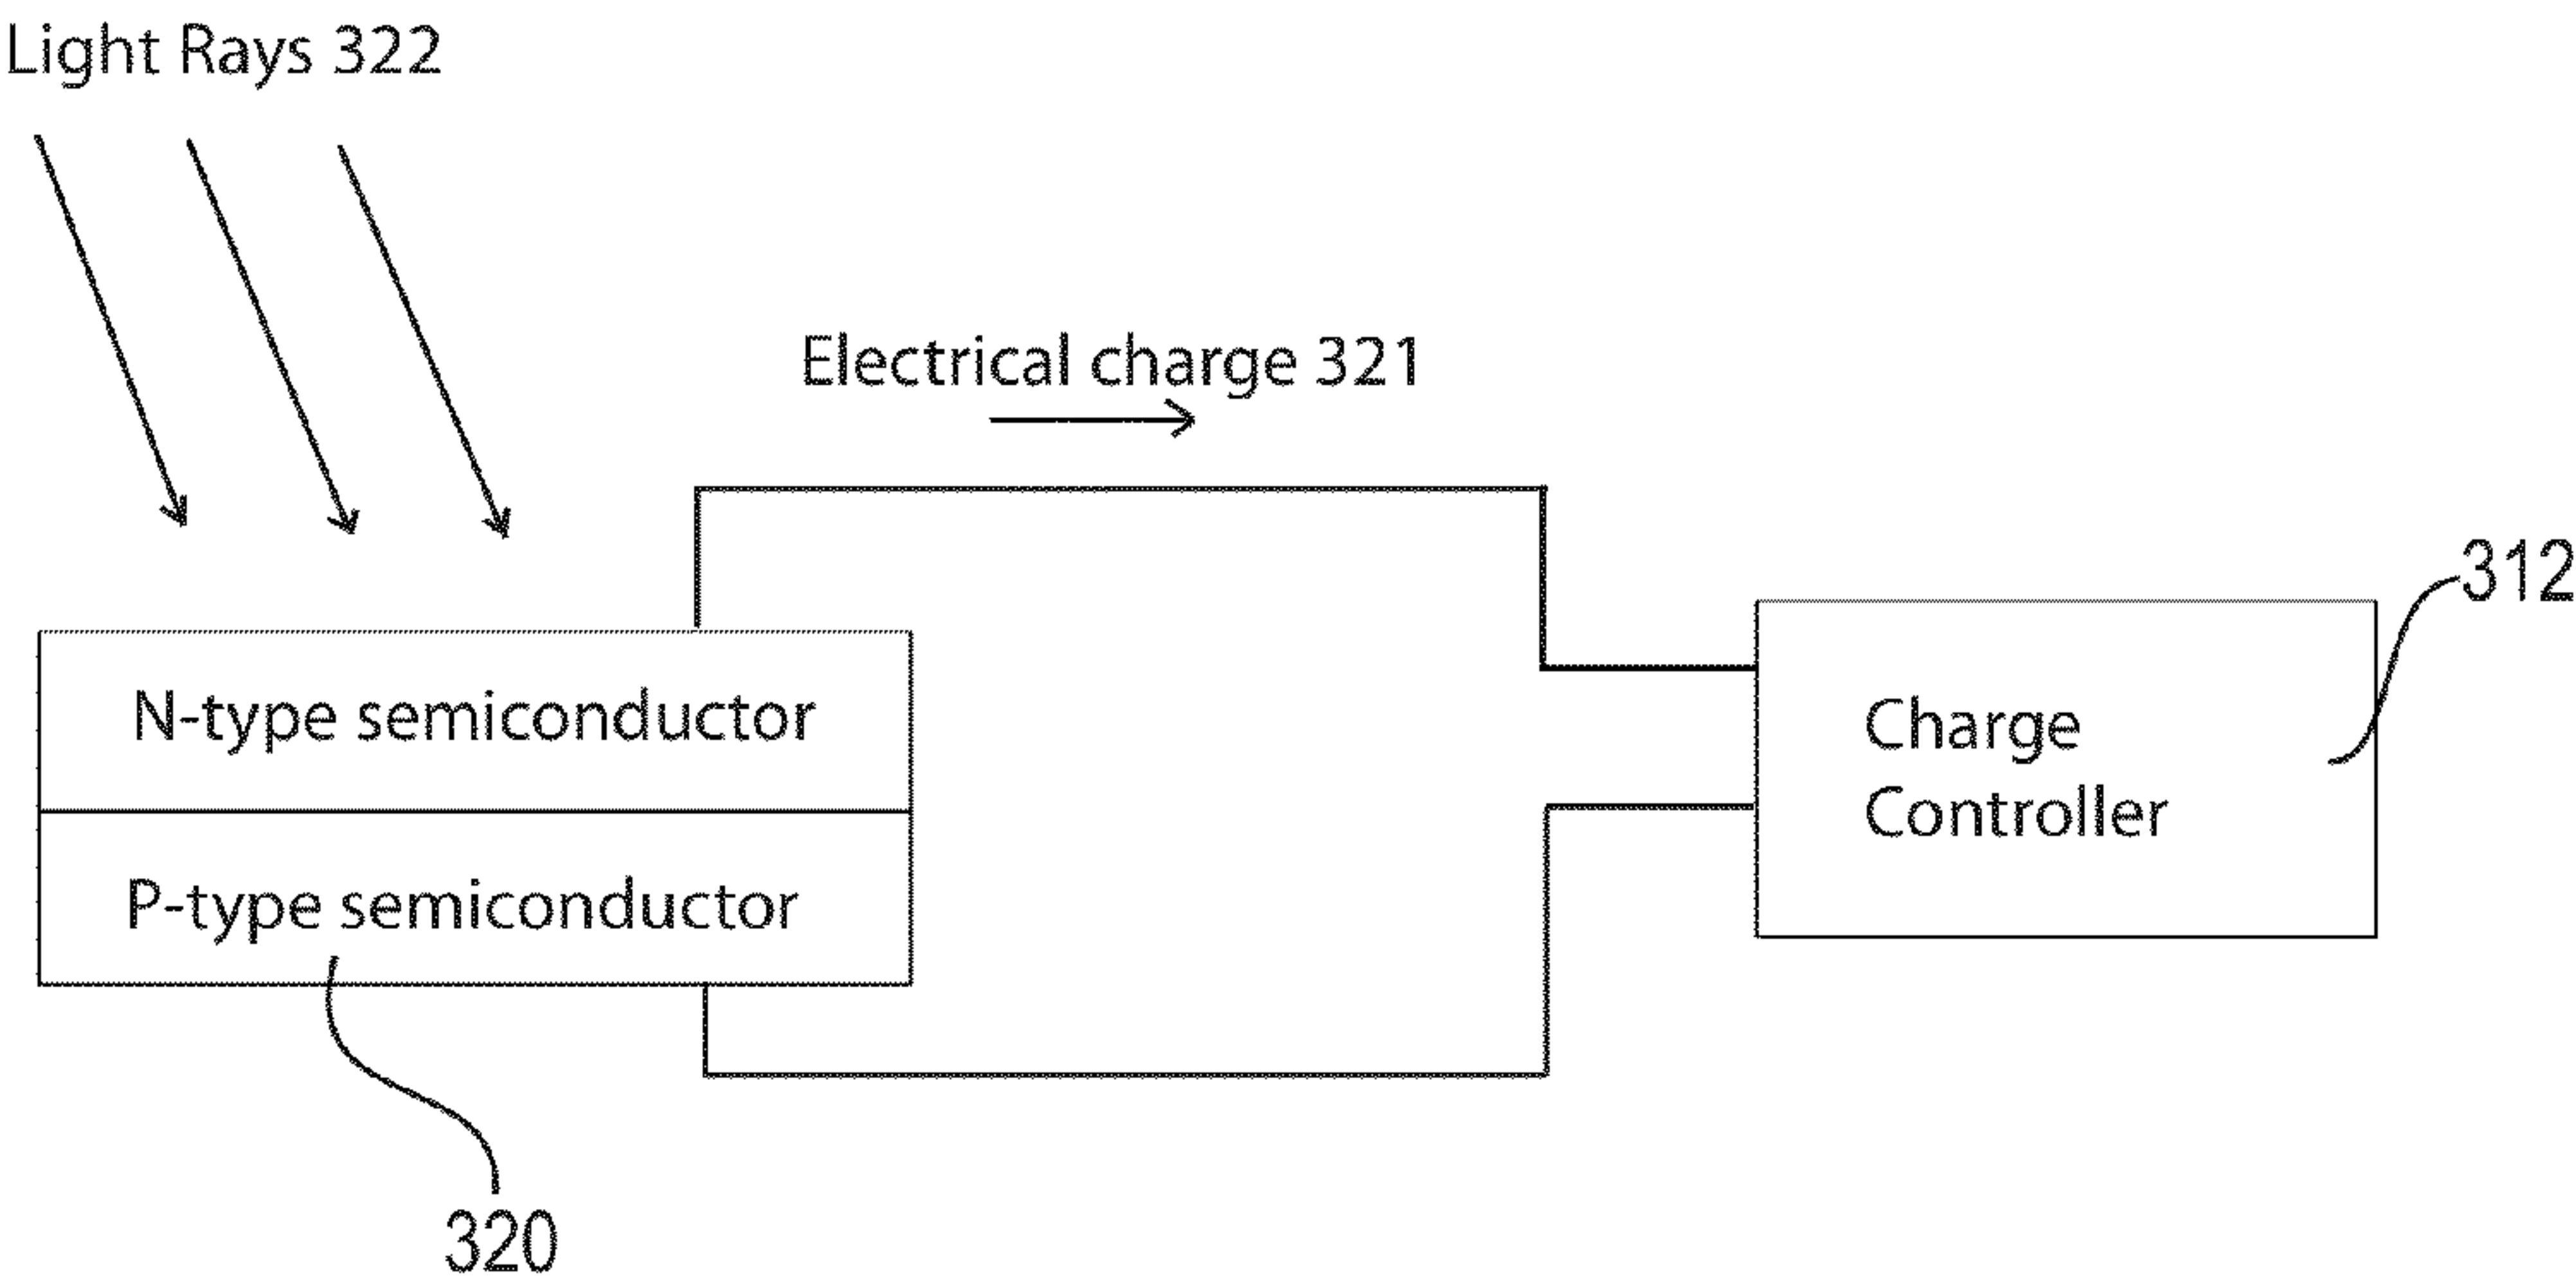 Light Rays 322
Electrical charge 321
312
N-type semiconductor
Charge
Controller
P-type semiconductor
320